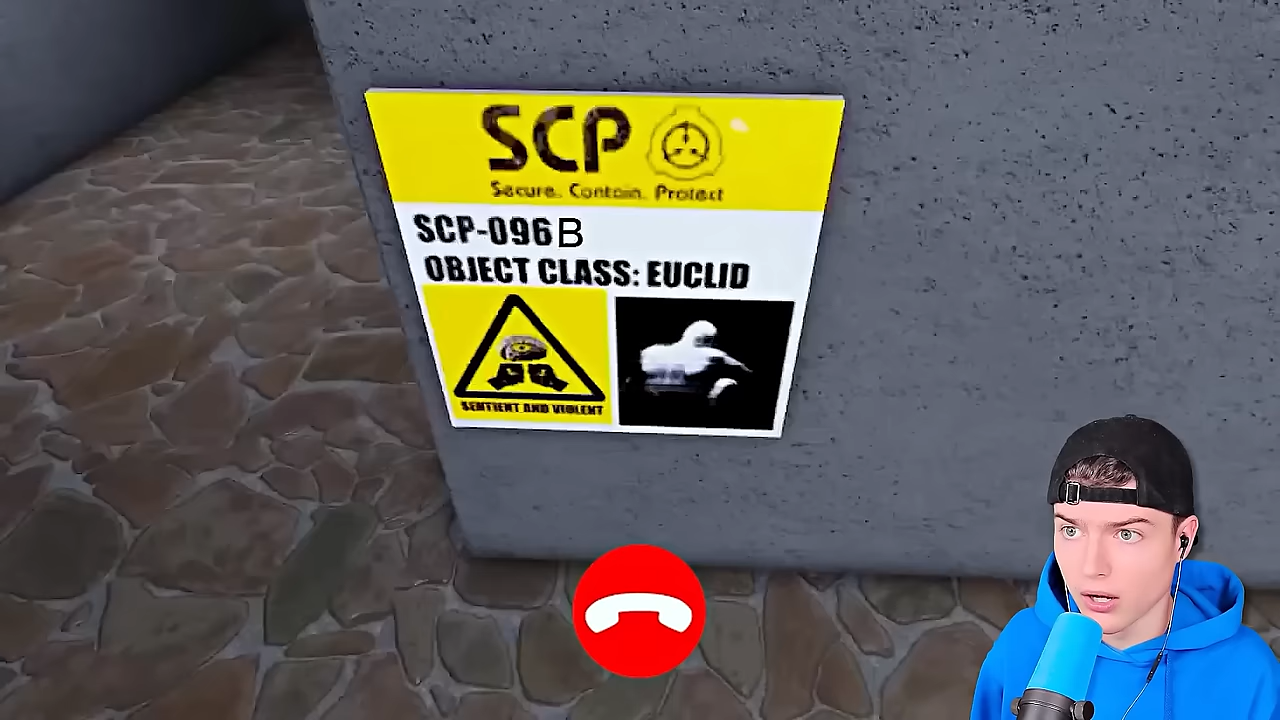 SCP
Secure. Contain. Protect
SCP-096B
OBJECT CLASS: EUCLID
SENTIENT AND VIOLENT